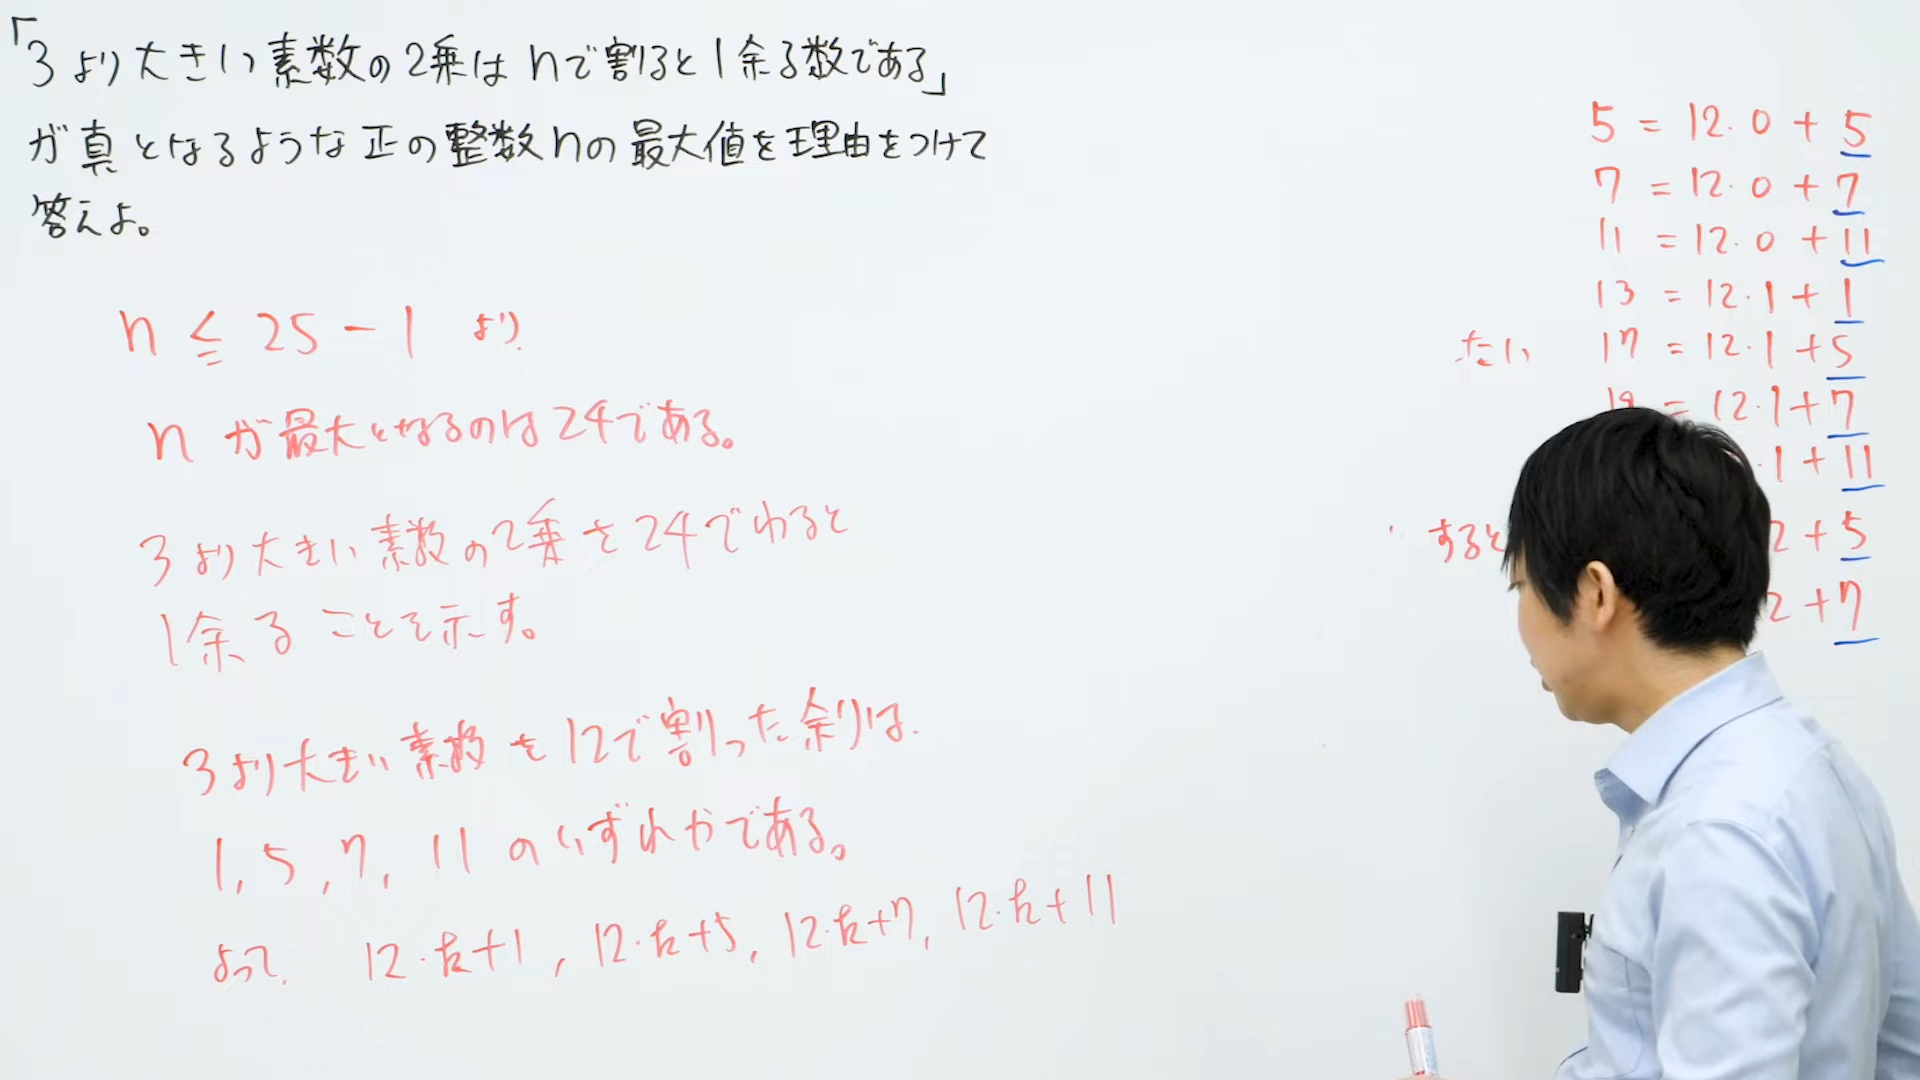 「3より大きい素数の2乗はnで割ると1余る数である」
が真となるような正の整数nの最大値を理由をつけて
答えよ。
n ≦ 25 - 1 より
nが最大となるのは24である。
3より大きい素数の2乗を24でわると
1余ることを示す。
3より大きい素数を12で割った余りは、
1, 5, 7, 11のいずれかである。
よって、 12・k+1, 12・k+5, 12・k+7, 12・k+11
5 = 12・0 + 5
7 = 12・0 + 7
11 = 12・0 + 11
13 = 12・1 + 1
たい 17 = 12・1 + 5
19 = 12・1 + 7
・1 + 11
すると 2 + 5
2 + 7